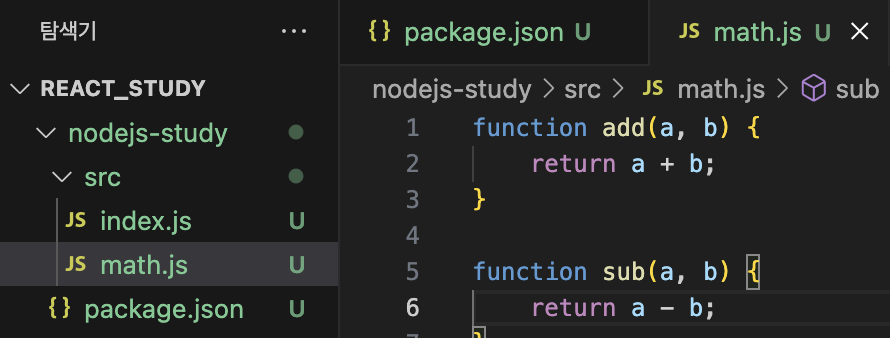 탐색기 ...
REACT_STUDY
nodejs-study
src
JS index.js U
JS math.js U
{} package.json U
{} package.json U JS math.js U
nodejs-study > src > JS math.js > sub
1 function add(a, b) {
2 return a + b;
3 }
4
5 function sub(a, b) {
6 return a - b;
7 }